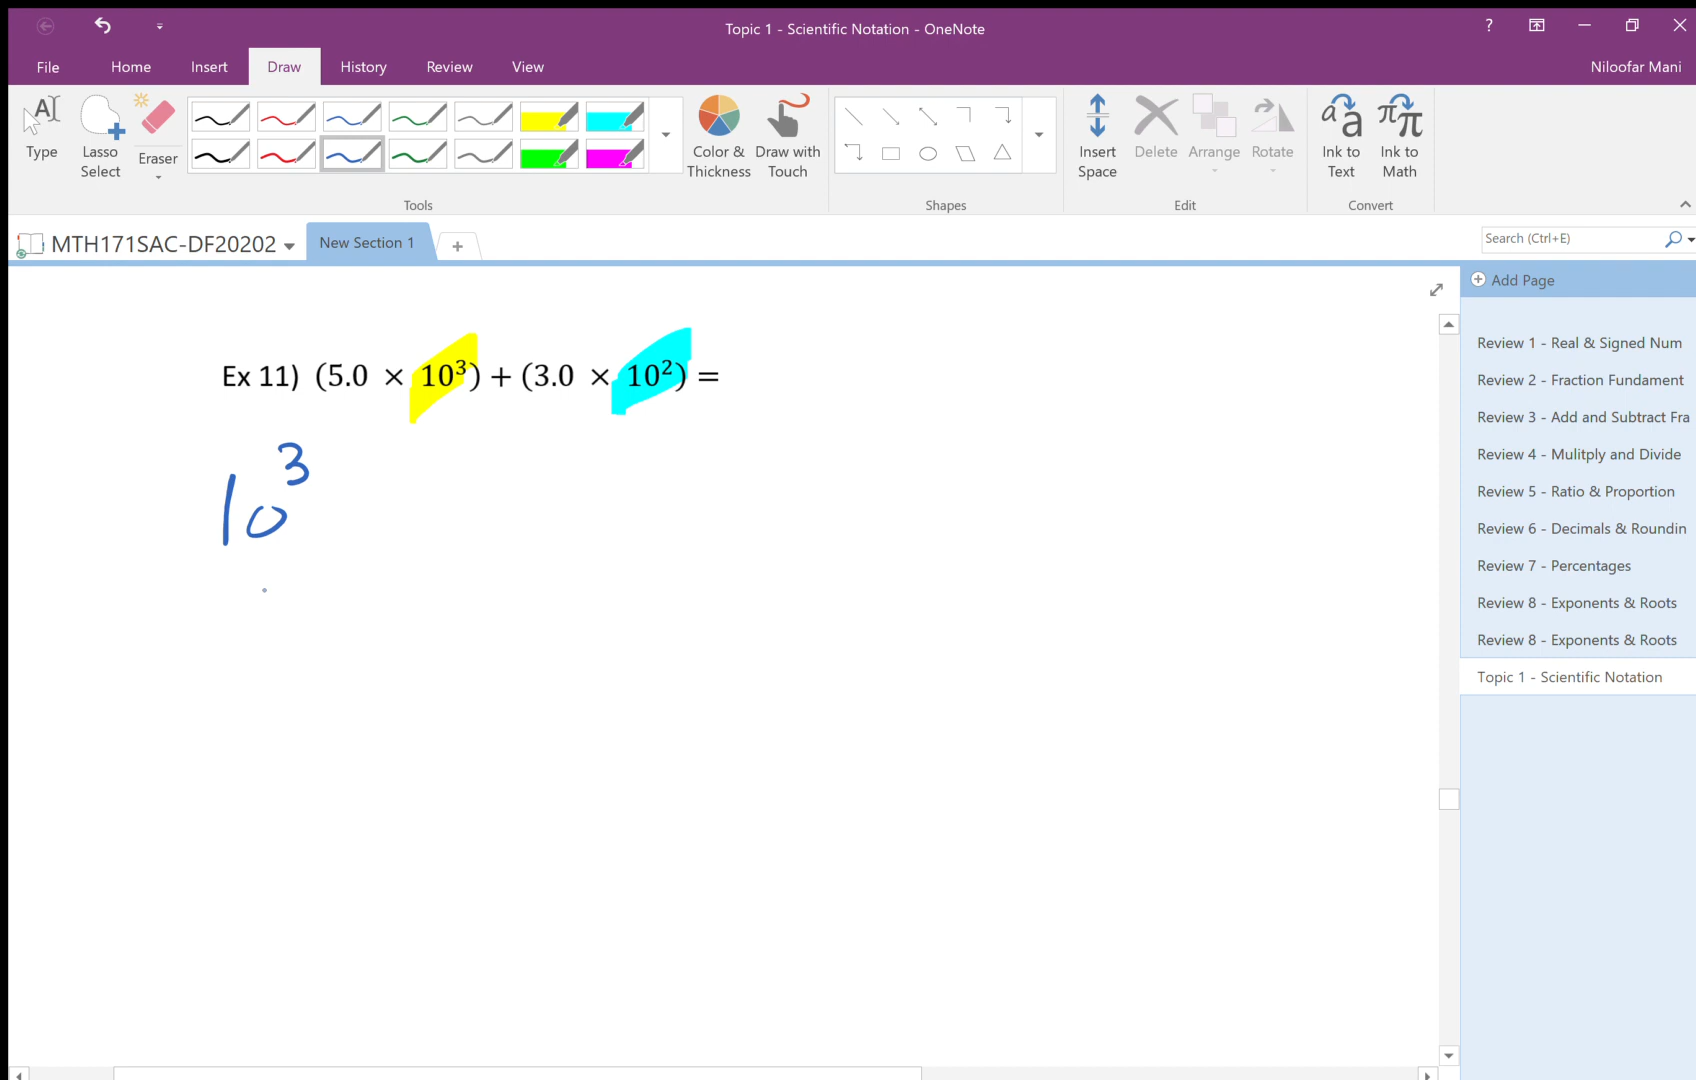 Topic 1 - Scientific Notation - OneNote
?
File Home Insert Draw History Review View
Niloofar Mani
Type
Lasso Select
Eraser
Color & Thickness
Draw with Touch
Insert Space
Delete
Arrange
Rotate
Ink to Text
Ink to Math
Tools
Shapes
Edit
Convert
MTH171SAC-DF20202
New Section 1
Search (Ctrl+E)
Add Page
Ex 11) (5.0 × 10³) + (3.0 × 10²) =
10³
Review 1 - Real & Signed Num
Review 2 - Fraction Fundament
Review 3 - Add and Subtract Fra
Review 4 - Mulitply and Divide
Review 5 - Ratio & Proportion
Review 6 - Decimals & Roundin
Review 7 - Percentages
Review 8 - Exponents & Roots
Review 8 - Exponents & Roots
Topic 1 - Scientific Notation